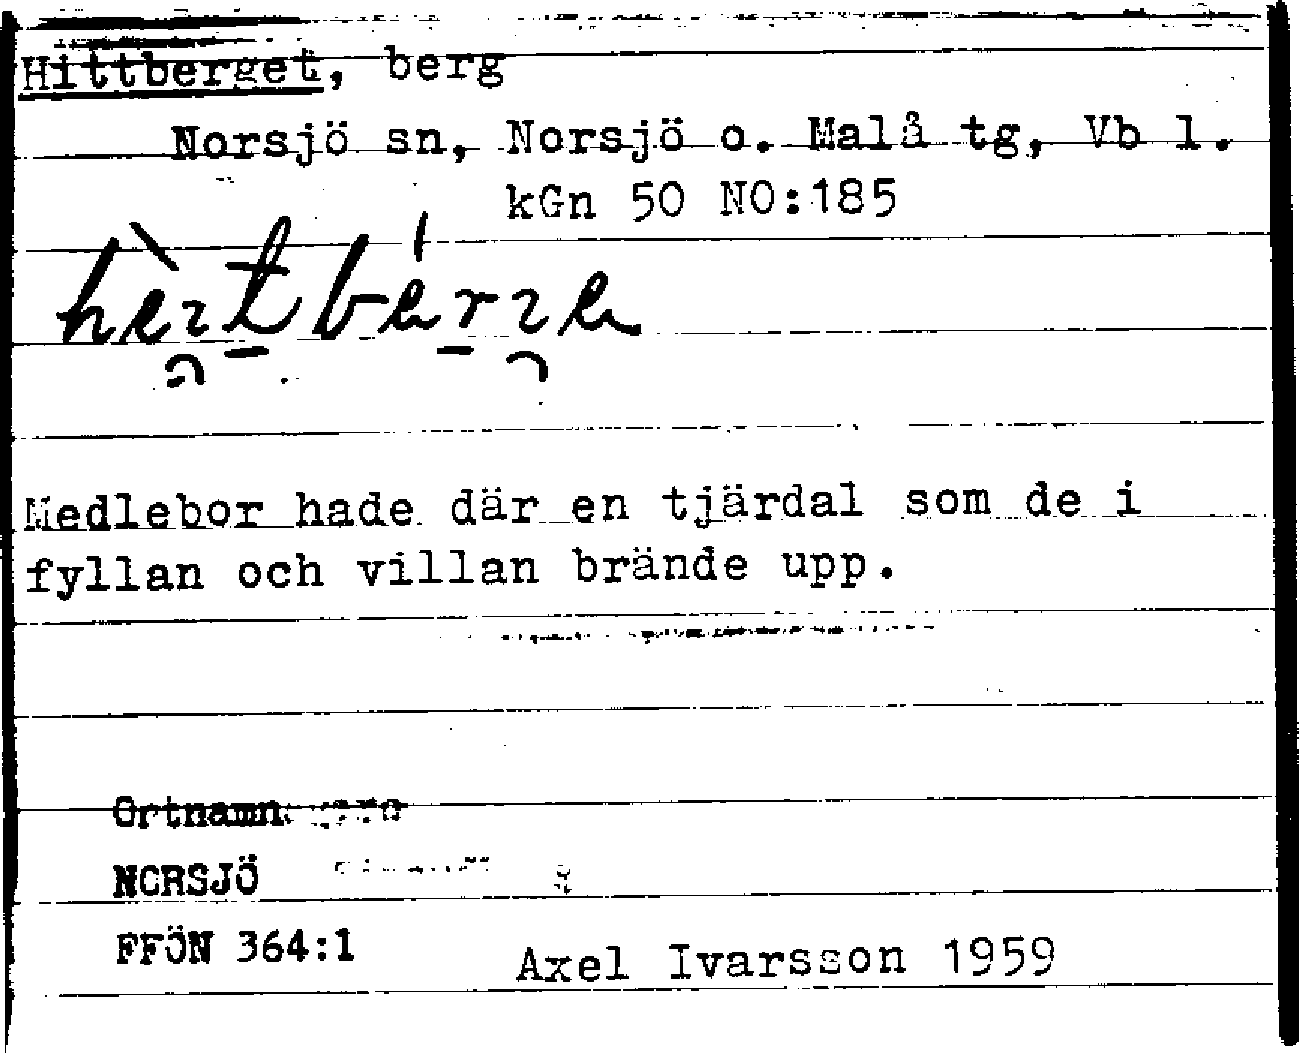 Hittberget, berg
Norsjö sn, Norsjö o. Malå tg, Vb l.
kGn 50 NO:185
Medlebor hade där en tjärdal som de i
fyllan och villan brände upp.
Ortnamn
NORSJÖ
FFÖN 364:1
Axel Ivarsson 1959